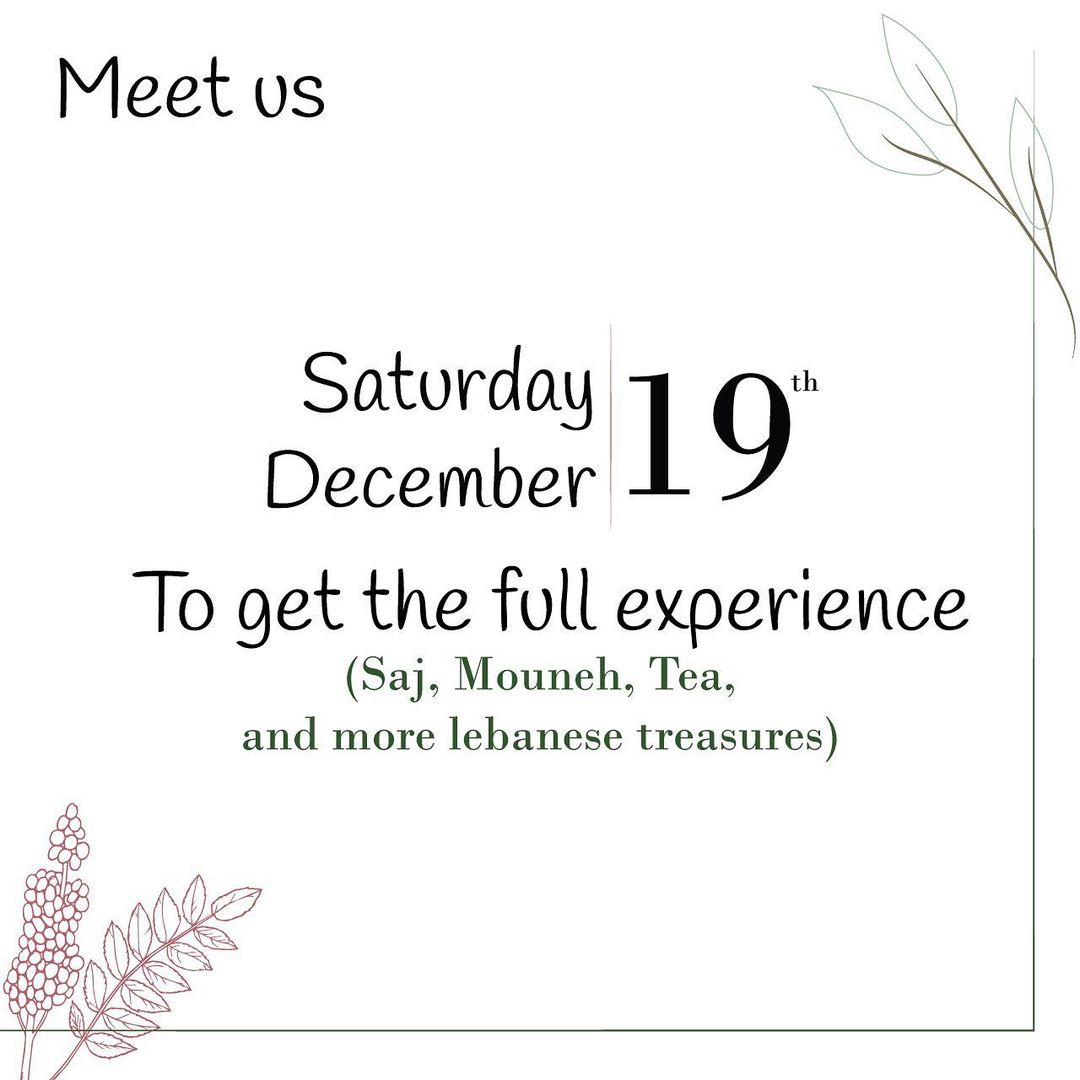 Meet us
Saturday
December
19th
To get the full experience
(Saj, Mouneh, Tea,
and more lebanese treasures)